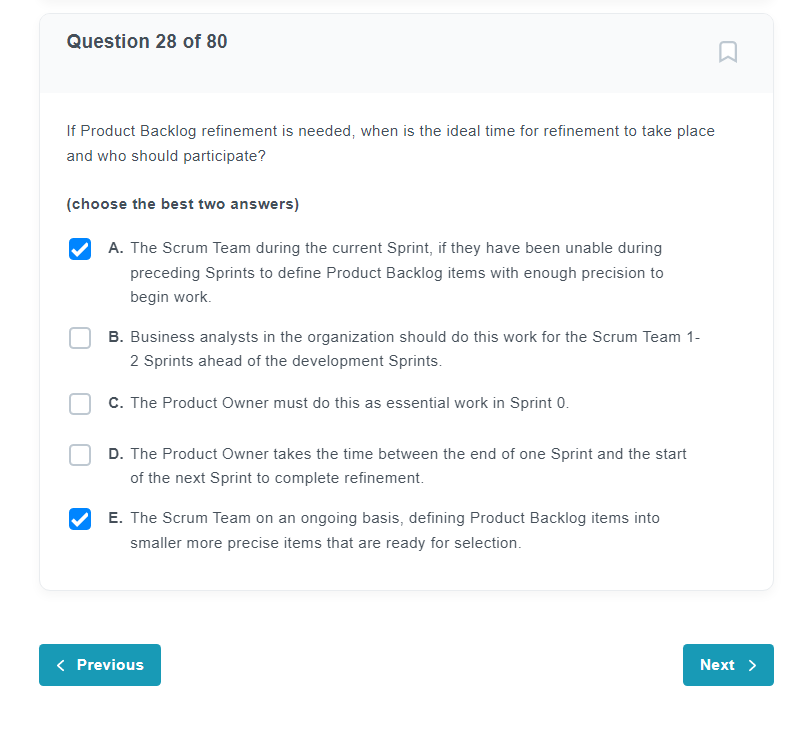 Question 28 of 80
If Product Backlog refinement is needed, when is the ideal time for refinement to take place
and who should participate?
(choose the best two answers)
A. The Scrum Team during the current Sprint, if they have been unable during
preceding Sprints to define Product Backlog items with enough precision to
begin work.
B. Business analysts in the organization should do this work for the Scrum Team 1-
2 Sprints ahead of the development Sprints.
C. The Product Owner must do this as essential work in Sprint 0.
D. The Product Owner takes the time between the end of one Sprint and the start
of the next Sprint to complete refinement.
E. The Scrum Team on an ongoing basis, defining Product Backlog items into
smaller more precise items that are ready for selection.
Previous
Next